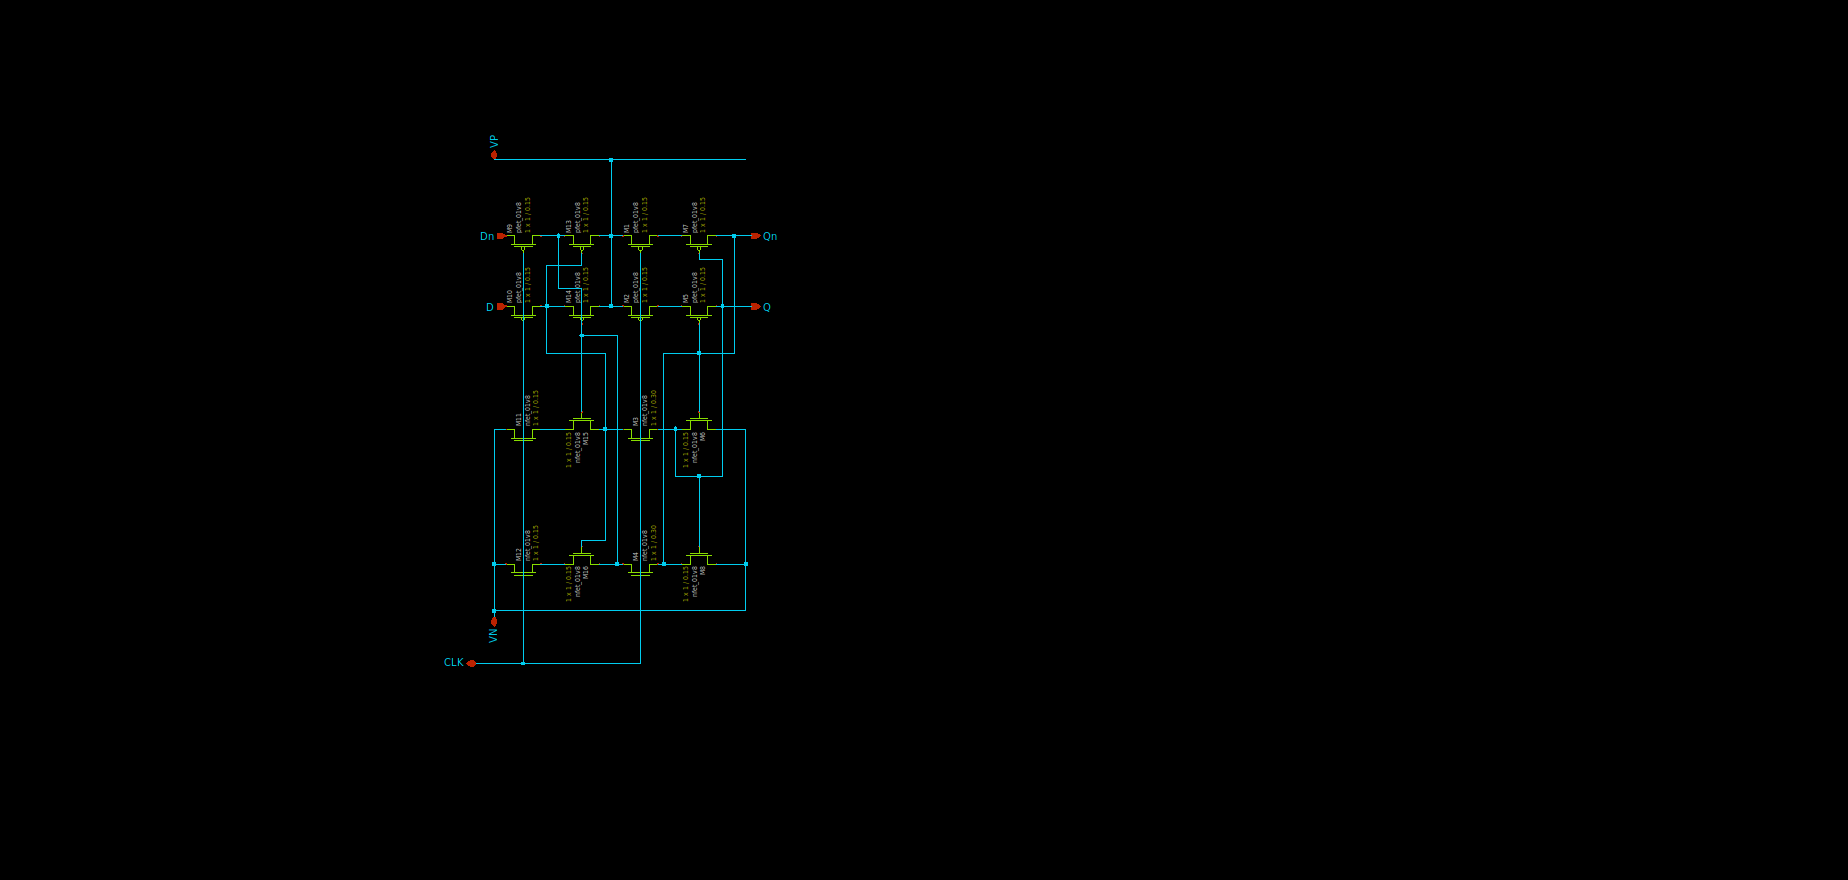 VP
M9
pfet_01v8
1 x 1 / 0.15
M13
pfet_01v8
1 x 1 / 0.15
M1
pfet_01v8
1 x 1 / 0.15
M7
pfet_01v8
1 x 1 / 0.15
Dn
Qn
M10
pfet_01v8
1 x 1 / 0.15
M14
pfet_01v8
1 x 1 / 0.15
M2
pfet_01v8
1 x 1 / 0.15
M5
pfet_01v8
1 x 1 / 0.15
D
Q
M11
nfet_01v8
1 x 1 / 0.15
1 x 1 / 0.15
nfet_01v8
M15
M3
nfet_01v8
1 x 1 / 0.30
1 x 1 / 0.15
nfet_01v8
M6
M12
nfet_01v8
1 x 1 / 0.15
1 x 1 / 0.15
nfet_01v8
M16
M4
nfet_01v8
1 x 1 / 0.30
1 x 1 / 0.15
nfet_01v8
M8
VN
CLK